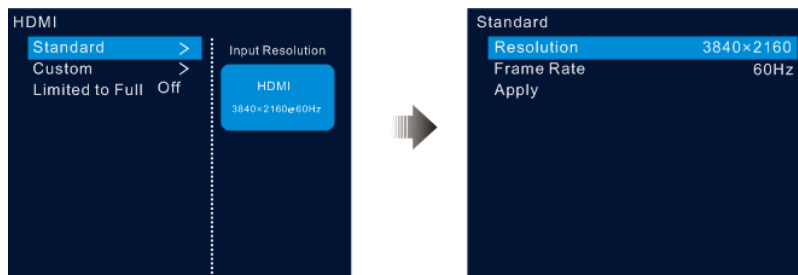 HDMI
Standard >
Custom >
Limited to Full Off
Input Resolution
HDMI
3840×2160@60Hz
Standard
Resolution 3840×2160
Frame Rate 60Hz
Apply